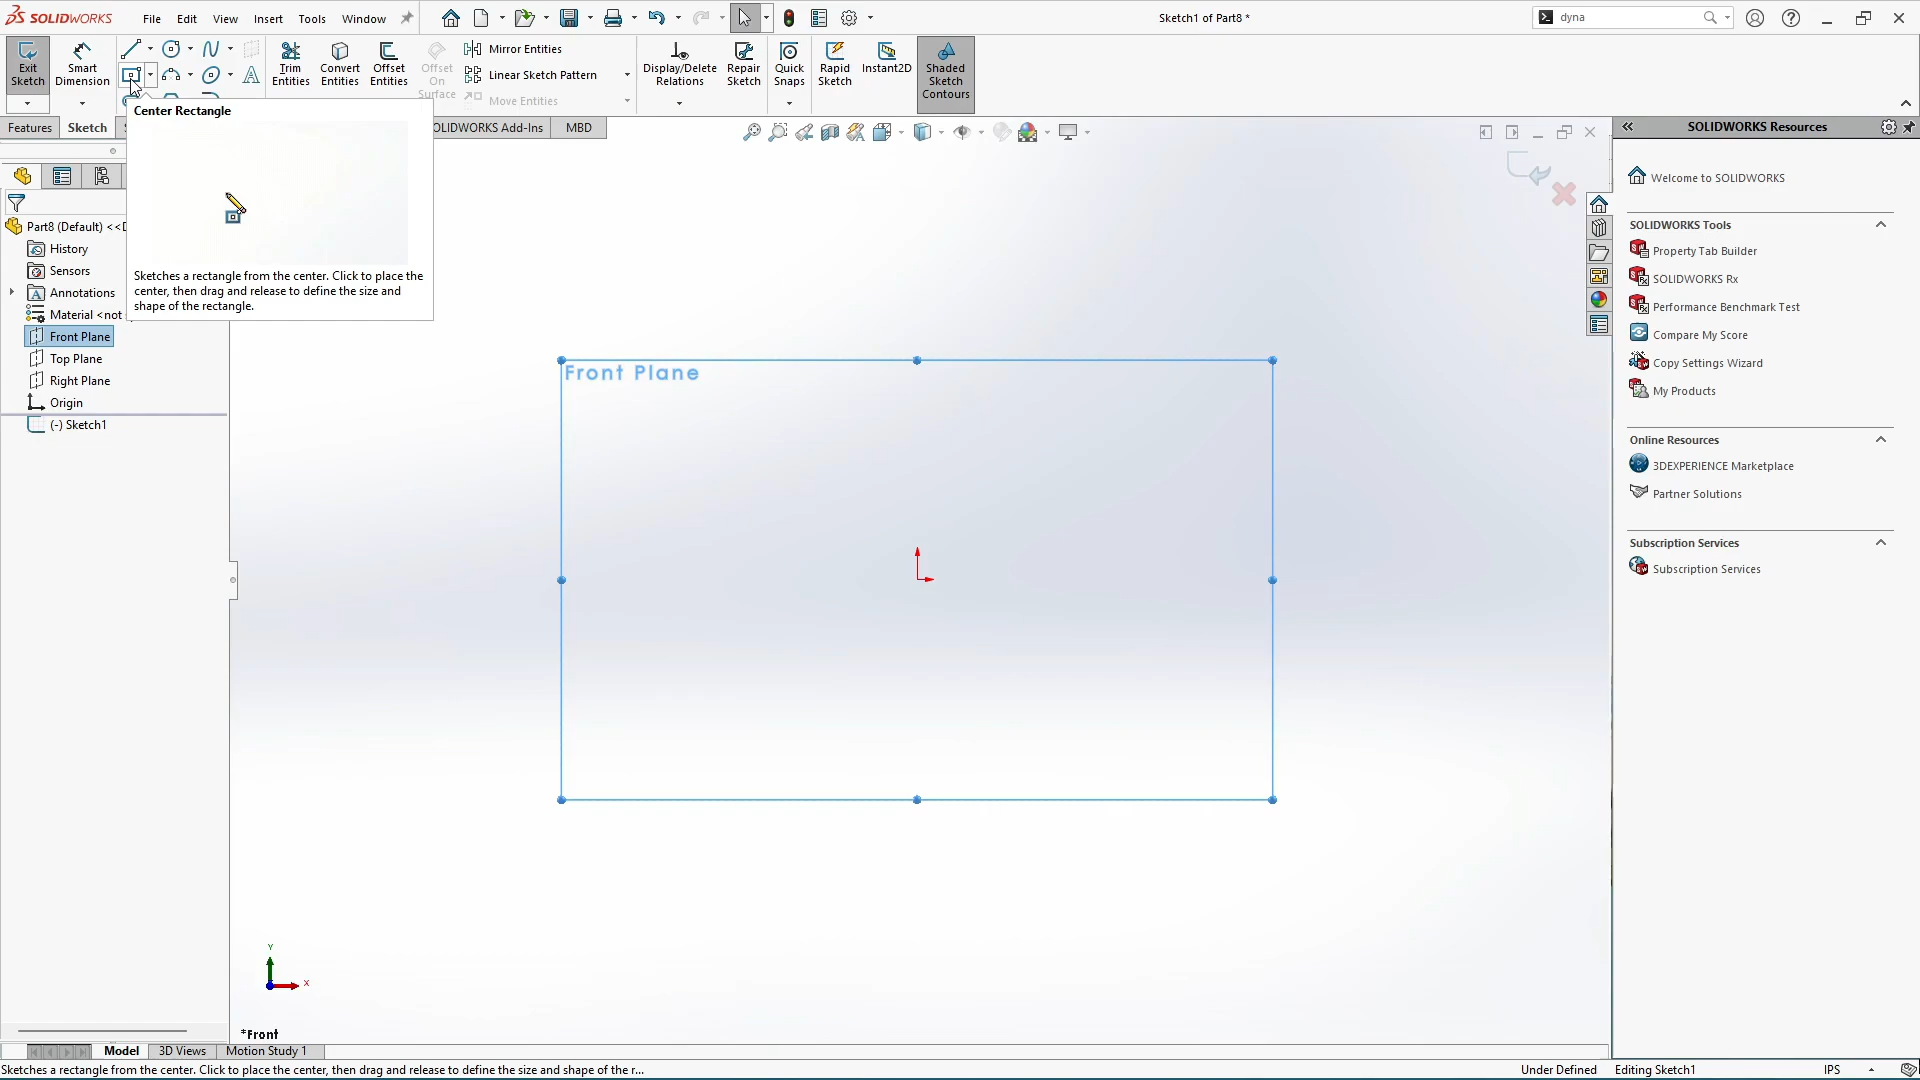 SOLIDWORKS
File
Edit
View
Insert
Tools
Window
Sketch1 of Part8 *
dyna
Exit Sketch
Smart Dimension
Trim Entities
Convert Entities
Offset Entities
Offset On Surface
Mirror Entities
Linear Sketch Pattern
Move Entities
Display/Delete Relations
Repair Sketch
Quick Snaps
Rapid Sketch
Instant2D
Shaded Sketch Contours
Features
Sketch
OLIDWORKS Add-Ins
MBD
Center Rectangle
Sketches a rectangle from the center. Click to place the
center, then drag and release to define the size and
shape of the rectangle.
Part8 (Default) <<D
History
Sensors
Annotations
Material <not
Front Plane
Top Plane
Right Plane
Origin
(-) Sketch1
Front Plane
Y
X
*Front
SOLIDWORKS Resources
Welcome to SOLIDWORKS
SOLIDWORKS Tools
Property Tab Builder
SOLIDWORKS Rx
Performance Benchmark Test
Compare My Score
Copy Settings Wizard
My Products
Online Resources
3DEXPERIENCE Marketplace
Partner Solutions
Subscription Services
Subscription Services
Model
3D Views
Motion Study 1
Sketches a rectangle from the center. Click to place the center, then drag and release to define the size and shape of the r...
Under Defined
Editing Sketch1
IPS